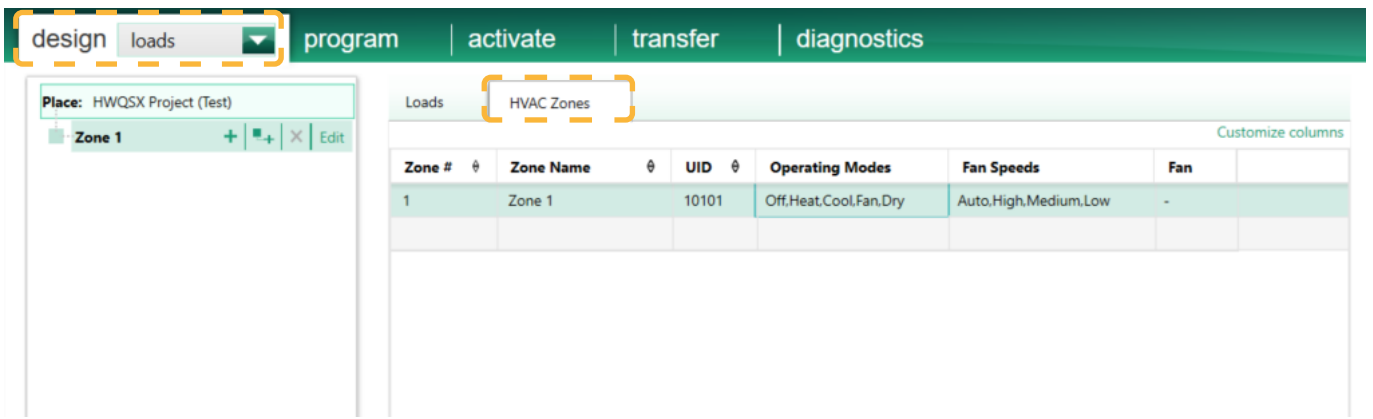 design loads program activate transfer diagnostics
Place: HWQSX Project (Test)
Zone 1 Edit
Loads HVAC Zones
Customize columns
Zone # Zone Name UID Operating Modes Fan Speeds Fan
1 Zone 1 10101 Off,Heat,Cool,Fan,Dry Auto,High,Medium,Low -